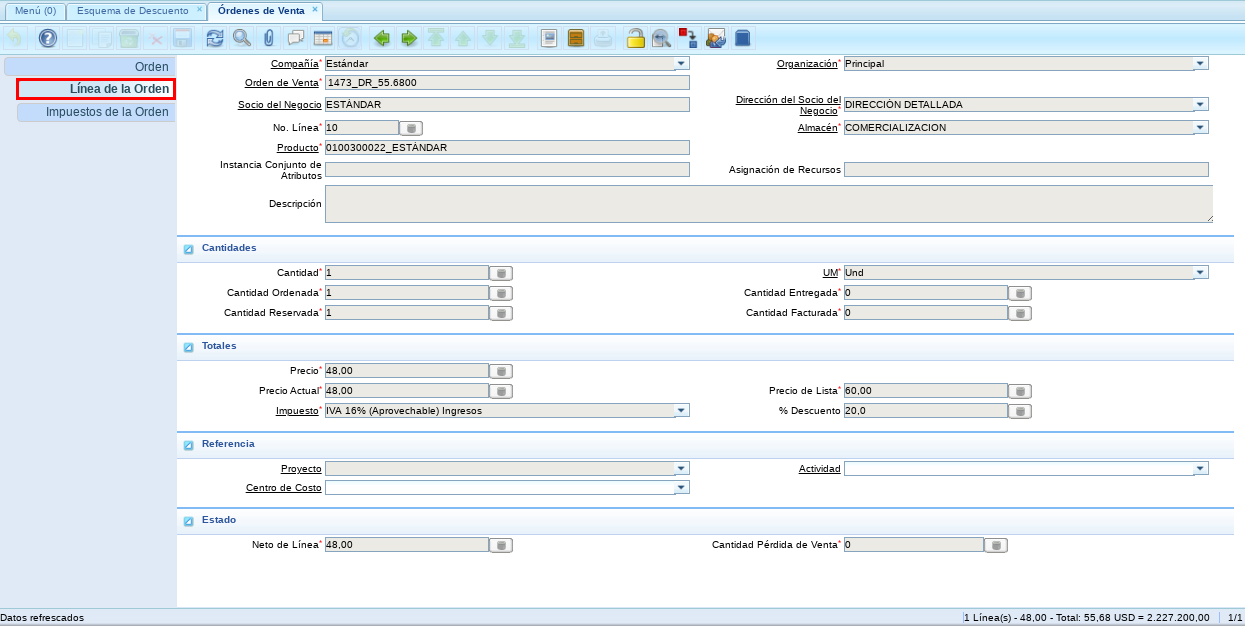 Menú (0) Esquema de Descuento × Órdenes de Venta ×
Orden
Línea de la Orden
Impuestos de la Orden
Compañía* Estándar Organización* Principal
Orden de Venta* 1473_DR_55.6800
Socio del Negocio ESTÁNDAR Dirección del Socio del
Negocio* DIRECCIÓN DETALLADA
No. Línea* 10 Almacén* COMERCIALIZACION
Producto* 0100300022_ESTÁNDAR
Instancia Conjunto de
Atributos Asignación de Recursos
Descripción
Cantidades
Cantidad* 1 UM* Und
Cantidad Ordenada* 1 Cantidad Entregada* 0
Cantidad Reservada* 1 Cantidad Facturada* 0
Totales
Precio* 48,00
Precio Actual* 48,00 Precio de Lista* 60,00
Impuesto* IVA 16% (Aprovechable) Ingresos % Descuento 20,0
Referencia
Proyecto Actividad
Centro de Costo
Estado
Neto de Línea* 48,00 Cantidad Pérdida de Venta* 0
Datos refrescados 1 Línea(s) - 48,00 - Total: 55,68 USD = 2.227.200,00 1/1